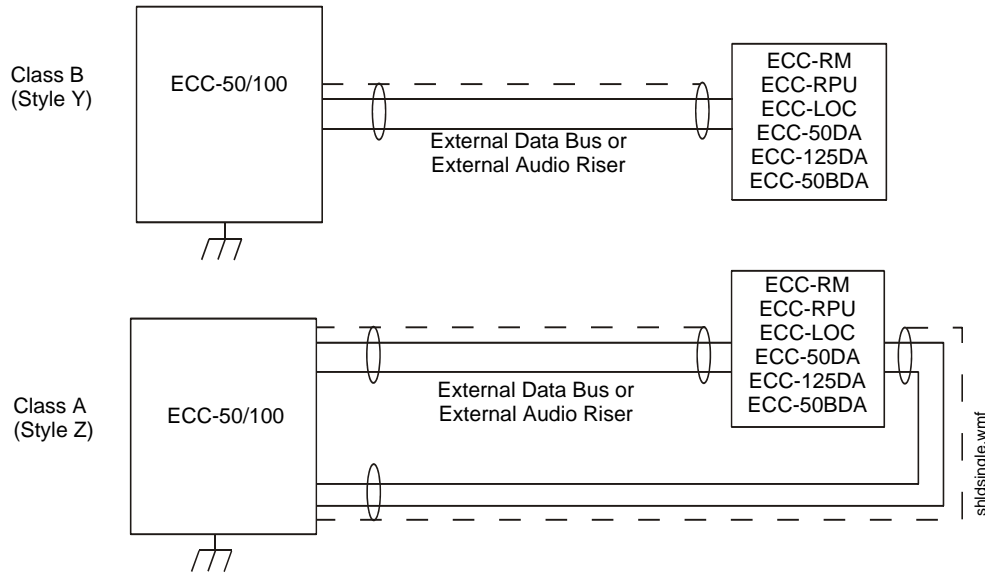 Class B
(Style Y)
ECC-50/100
External Data Bus or
External Audio Riser
ECC-RM
ECC-RPU
ECC-LOC
ECC-50DA
ECC-125DA
ECC-50BDA
Class A
(Style Z)
ECC-50/100
External Data Bus or
External Audio Riser
ECC-RM
ECC-RPU
ECC-LOC
ECC-50DA
ECC-125DA
ECC-50BDA
shldsingle.wmf